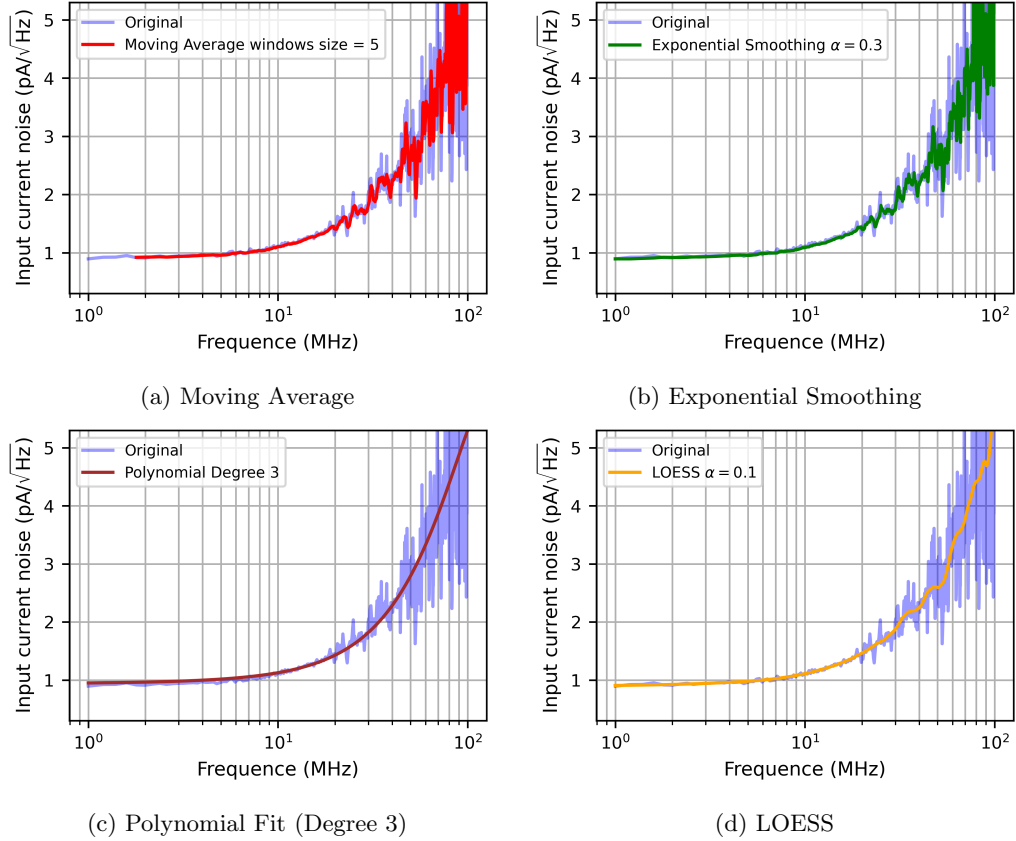 Original
Moving Average windows size = 5
5
4
3
2
1
Input current noise (pA/√Hz)
10⁰
10¹
10²
Frequence (MHz)
(a) Moving Average
Original
Exponential Smoothing α = 0.3
5
4
3
2
1
Input current noise (pA/√Hz)
10⁰
10¹
10²
Frequence (MHz)
(b) Exponential Smoothing
Original
Polynomial Degree 3
5
4
3
2
1
Input current noise (pA/√Hz)
10⁰
10¹
10²
Frequence (MHz)
(c) Polynomial Fit (Degree 3)
Original
LOESS α = 0.1
5
4
3
2
1
Input current noise (pA/√Hz)
10⁰
10¹
10²
Frequence (MHz)
(d) LOESS